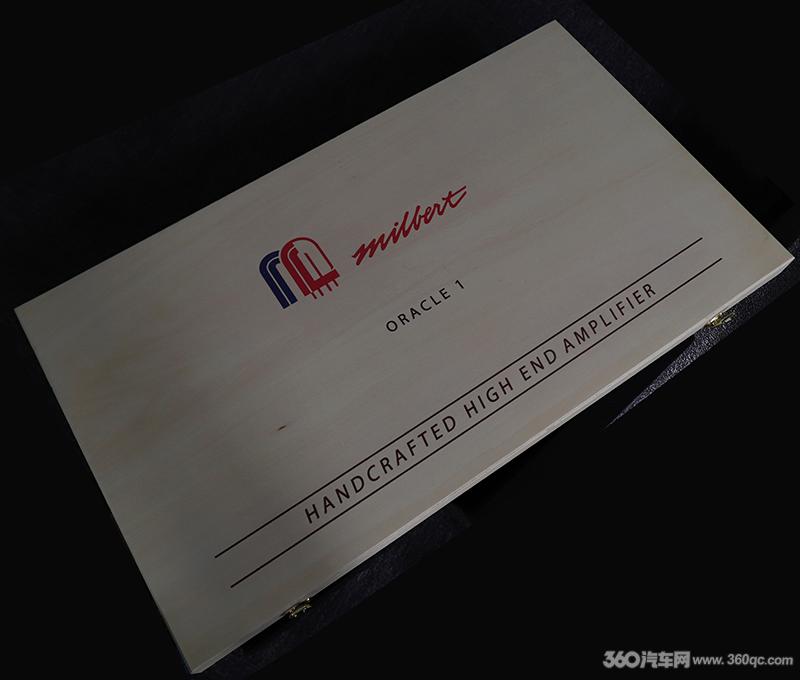 milbert
ORACLE 1
HANDCRAFTED HIGH END AMPLIFIER
360汽车网 www.360qc.com